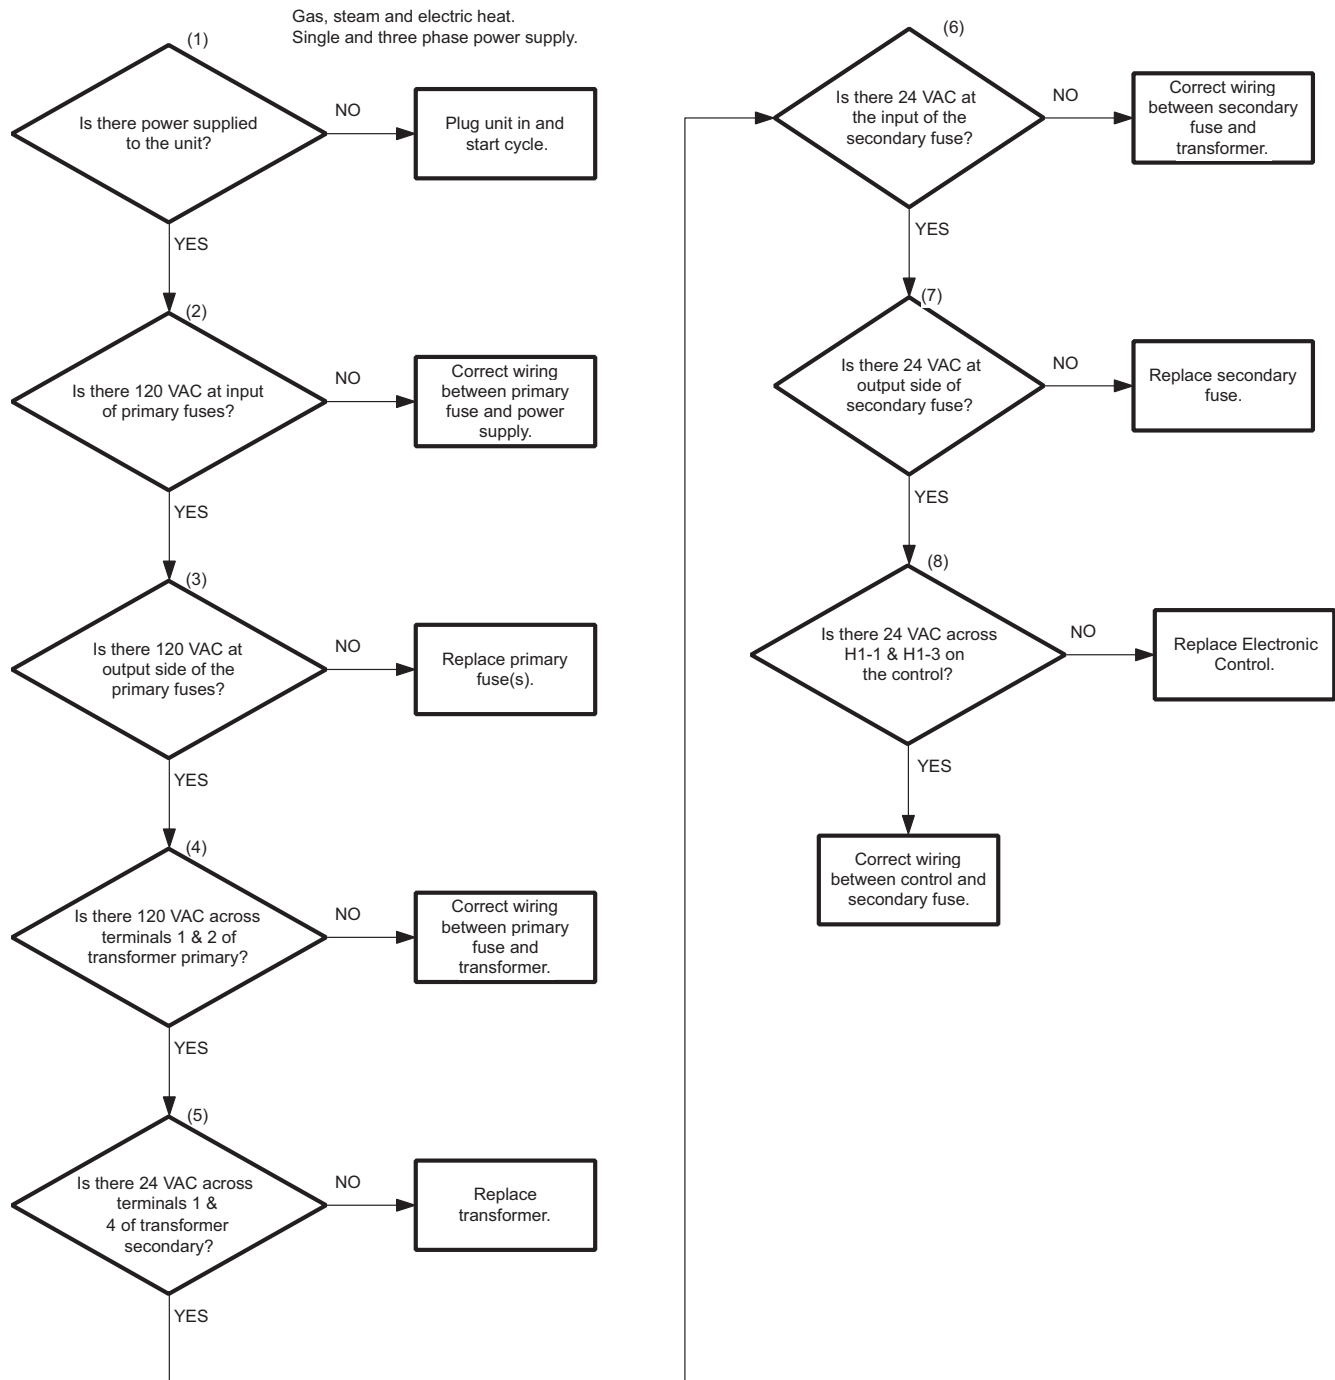 Gas, steam and electric heat.
Single and three phase power supply.
(1)
Is there power supplied
to the unit?
NO
Plug unit in and
start cycle.
YES
(2)
Is there 120 VAC at input
of primary fuses?
NO
Correct wiring
between primary
fuse and power
supply.
YES
(3)
Is there 120 VAC at
output side of the
primary fuses?
NO
Replace primary
fuse(s).
YES
(4)
Is there 120 VAC across
terminals 1 & 2 of
transformer primary?
NO
Correct wiring
between primary
fuse and
transformer.
YES
(5)
Is there 24 VAC across
terminals 1 &
4 of transformer
secondary?
NO
Replace
transformer.
YES
(6)
Is there 24 VAC at
the input of the
secondary fuse?
NO
Correct wiring
between secondary
fuse and
transformer.
YES
(7)
Is there 24 VAC at
output side of
secondary fuse?
NO
Replace secondary
fuse.
YES
(8)
Is there 24 VAC across
H1-1 & H1-3 on
the control?
NO
Replace Electronic
Control.
YES
Correct wiring
between control and
secondary fuse.